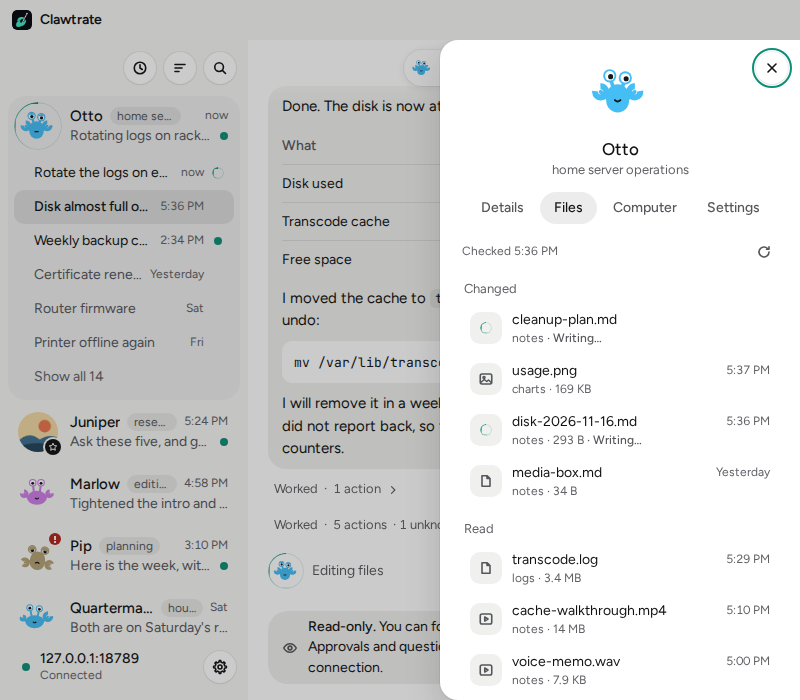 Clawtrate
Otto home se... now
Rotating logs on rack...
Rotate the logs on e... now
Disk almost full o... 5:36 PM
Weekly backup c... 2:34 PM
Certificate rene... Yesterday
Router firmware Sat
Printer offline again Fri
Show all 14
Juniper rese... 5:24 PM
Ask these five, and g...
Marlow editi... 4:58 PM
Tightened the intro and ...
Pip planning 3:10 PM
Here is the week, wit...
Quarterma... hou... Sat
Both are on Saturday's r...
127.0.0.1:18789
Connected
Done. The disk is now at
What
Disk used
Transcode cache
Free space
I moved the cache to
undo:
mv /var/lib/transco
I will remove it in a week
did not report back, so
counters.
Worked · 1 action
Worked · 5 actions · 1 unkno
Editing files
Read-only. You can fo
Approvals and questio
connection.
Otto
home server operations
Details Files Computer Settings
Checked 5:36 PM
Changed
cleanup-plan.md
notes · Writing...
usage.png 5:37 PM
charts · 169 KB
disk-2026-11-16.md 5:36 PM
notes · 293 B · Writing...
media-box.md Yesterday
notes · 34 B
Read
transcode.log 5:29 PM
logs · 3.4 MB
cache-walkthrough.mp4 5:10 PM
notes · 14 MB
voice-memo.wav 5:00 PM
notes · 7.9 KB